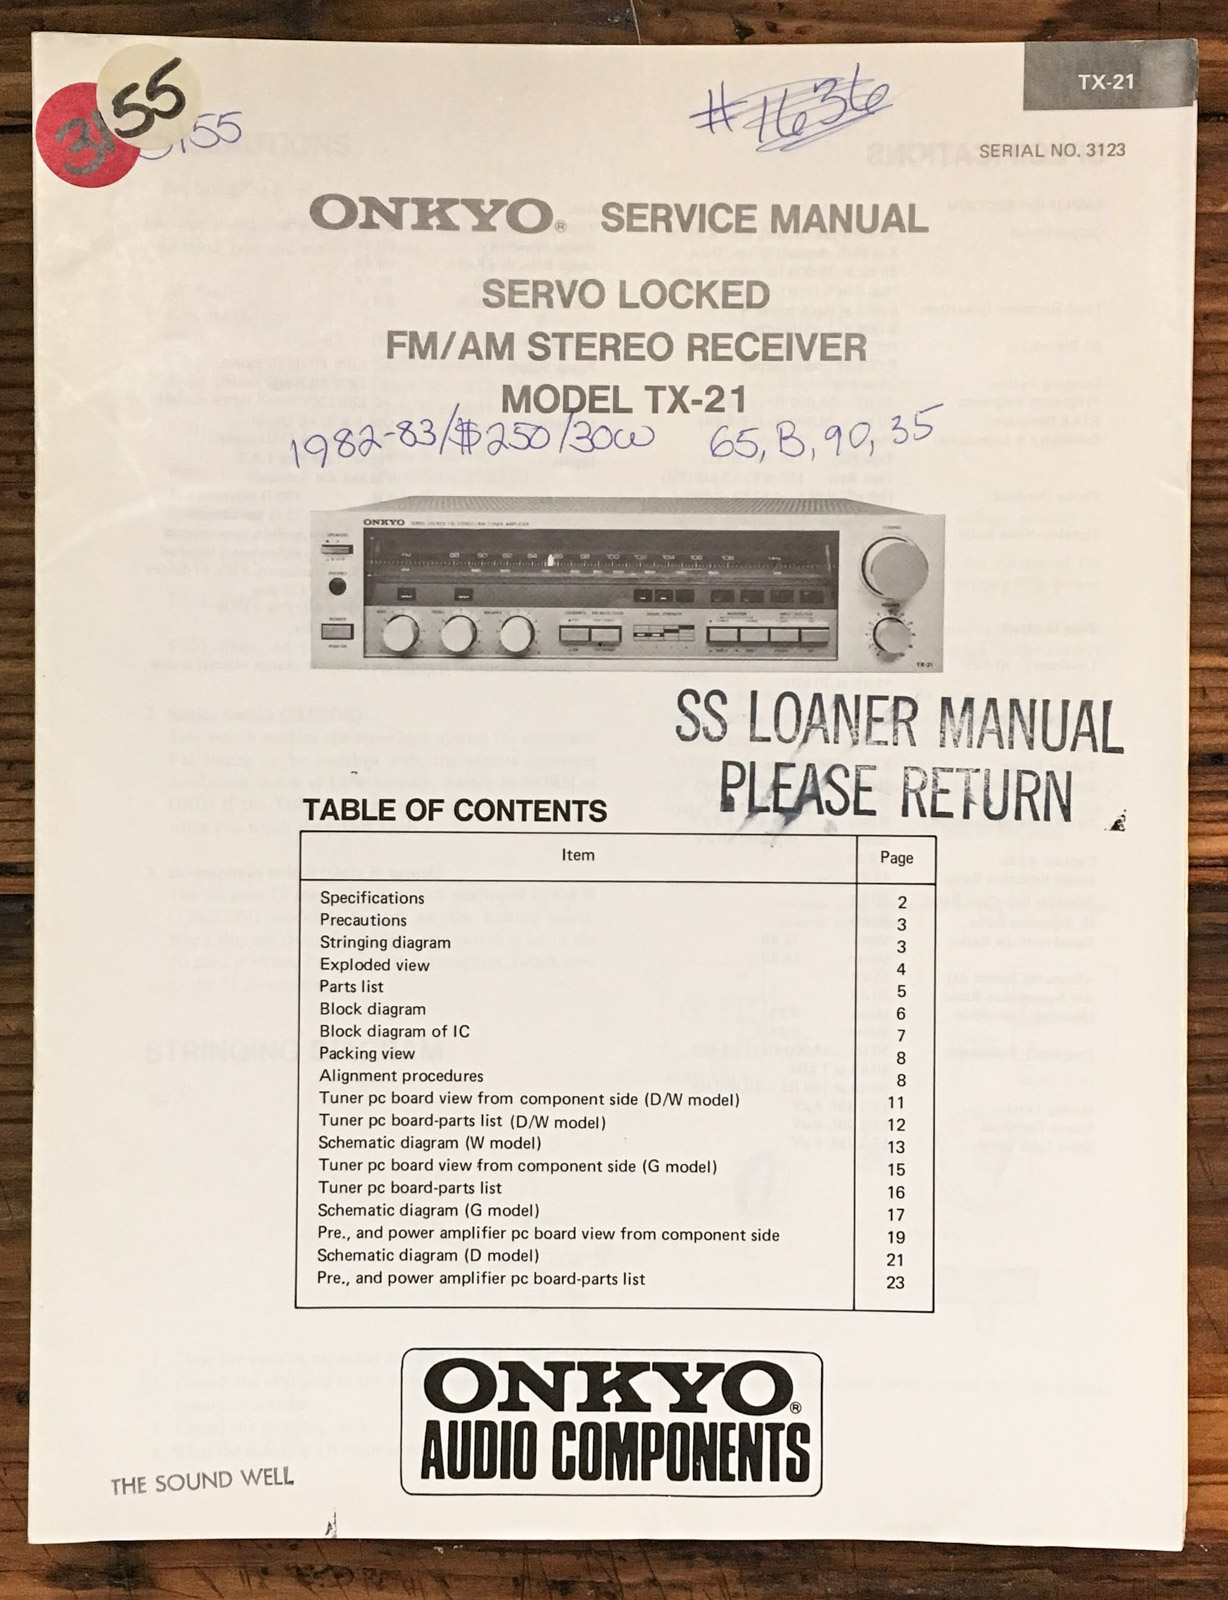 TX-21
55
31
3155
#1636
SERIAL NO. 3123
ONKYO® SERVICE MANUAL
SERVO LOCKED
FM/AM STEREO RECEIVER
MODEL TX-21
1982-83/$250/30W 65, B, 90, 35
ONKYO
TX-21
SS LOANER MANUAL
PLEASE RETURN
TABLE OF CONTENTS
Item Page
Specifications 2
Precautions 3
Stringing diagram 3
Exploded view 4
Parts list 5
Block diagram 6
Block diagram of IC 7
Packing view 8
Alignment procedures 8
Tuner pc board view from component side (D/W model) 11
Tuner pc board-parts list (D/W model) 12
Schematic diagram (W model) 13
Tuner pc board view from component side (G model) 15
Tuner pc board-parts list 16
Schematic diagram (G model) 17
Pre., and power amplifier pc board view from component side 19
Schematic diagram (D model) 21
Pre., and power amplifier pc board-parts list 23
ONKYO®
AUDIO COMPONENTS
THE SOUND WELL